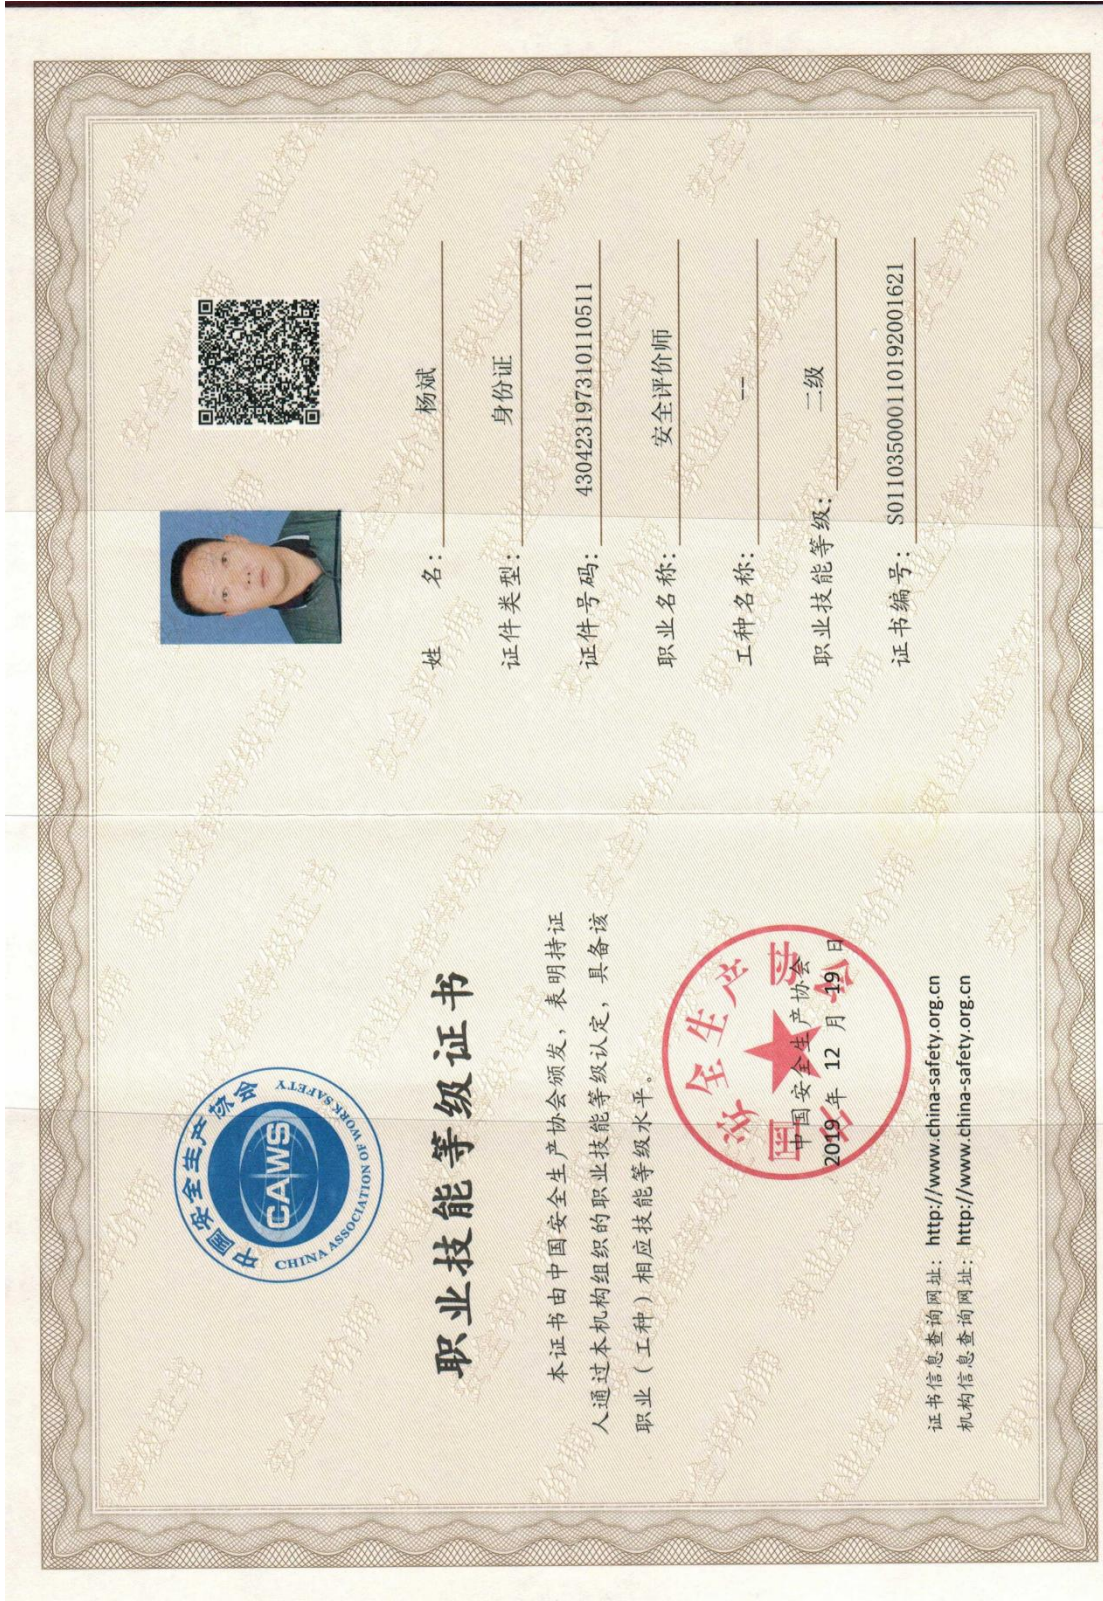 中国安全生产协会
CAWS
CHINA ASSOCIATION OF WORK SAFETY
职业技能等级证书
本证书由中国安全生产协会颁发，表明持证
人通过本机构组织的职业技能等级认定，具备该
职业（工种）相应技能等级水平。
中国安全生产协会
中国安全生产协会
2019 年 12 月 19 日
证书信息查询网址：http://www.china-safety.org.cn
机构信息查询网址：http://www.china-safety.org.cn
姓 名：杨斌
证件类型：身份证
证件号码：430423197310110511
职业名称：安全评价师
工种名称：--
职业技能等级：二级
证书编号：S011035000110192001621